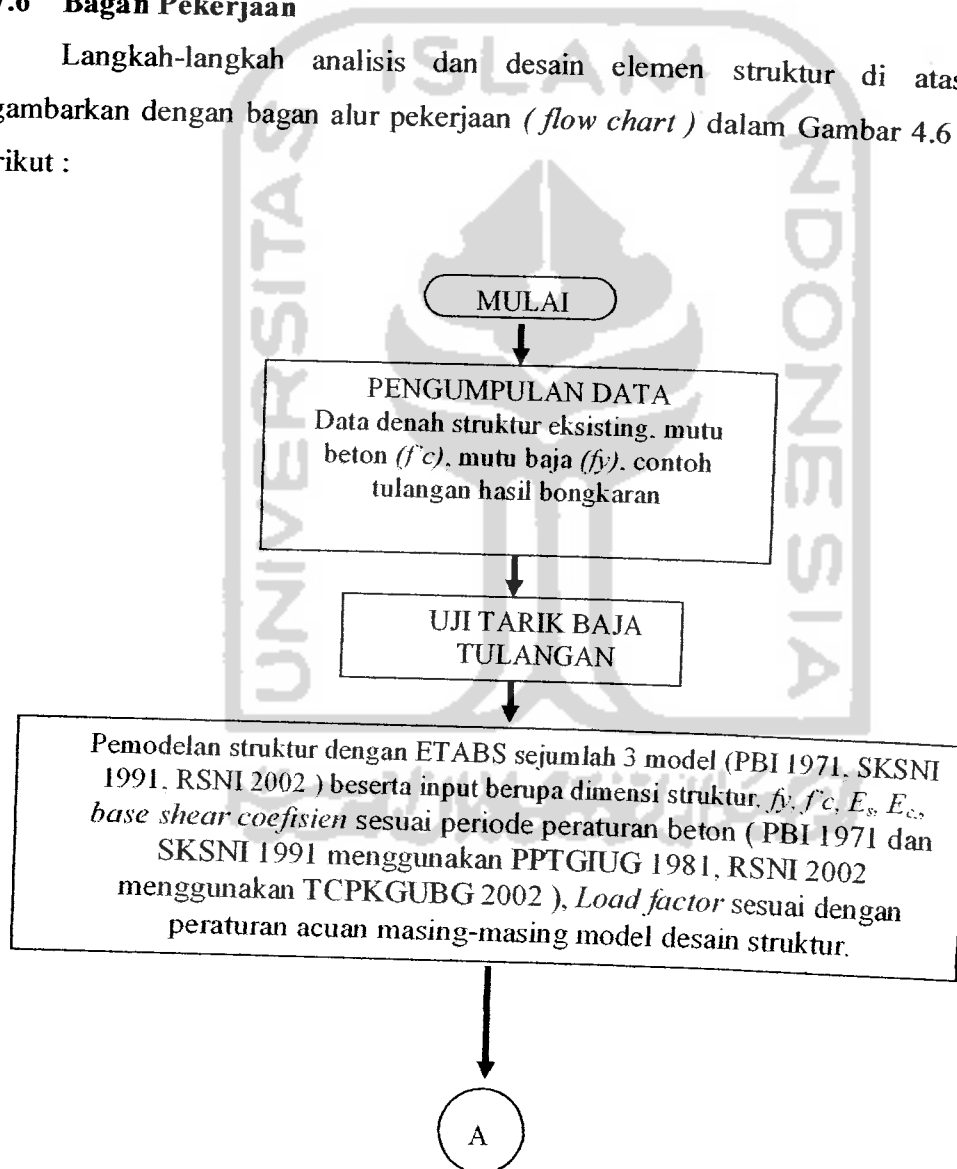 7.6 Bagan Pekerjaan
Langkah-langkah analisis dan desain elemen struktur di atas
gambarkan dengan bagan alur pekerjaan ( flow chart ) dalam Gambar 4.6
rikut :
ISLAM
UNIVERSITAS
INDONESIA
MULAI
PENGUMPULAN DATA
Data denah struktur eksisting, mutu
beton (f'c), mutu baja (fy), contoh
tulangan hasil bongkaran
UJI TARIK BAJA
TULANGAN
Pemodelan struktur dengan ETABS sejumlah 3 model (PBI 1971, SKSNI
1991, RSNI 2002 ) beserta input berupa dimensi struktur, fy, f'c, Es, Ec,
base shear coefisien sesuai periode peraturan beton ( PBI 1971 dan
SKSNI 1991 menggunakan PPTGIUG 1981, RSNI 2002
menggunakan TCPKGUBG 2002 ), Load factor sesuai dengan
peraturan acuan masing-masing model desain struktur.
A